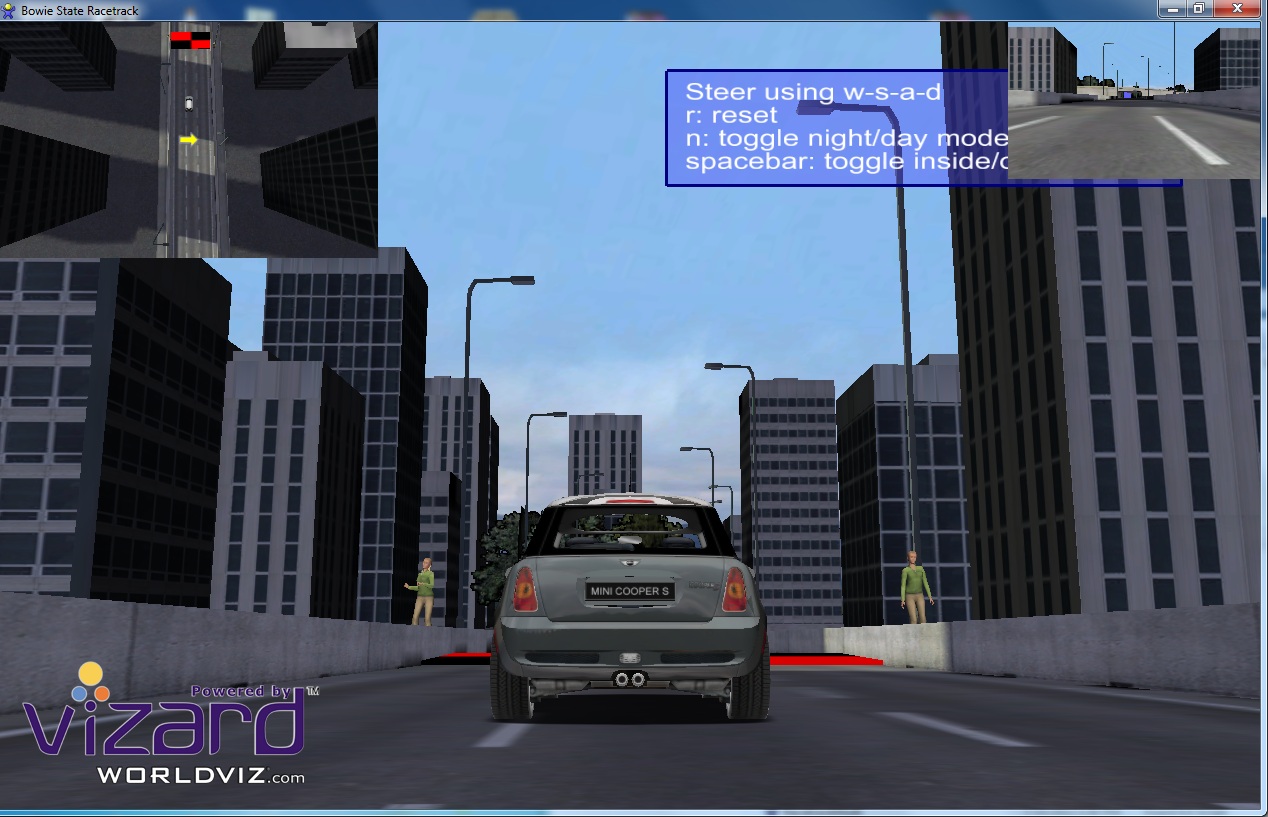 Bowie State Racetrack
Steer using w-s-a-d
r: reset
n: toggle night/day mode
spacebar: toggle inside/
MINI COOPER S
Powered by TM
vizard
WORLDVIZ.com